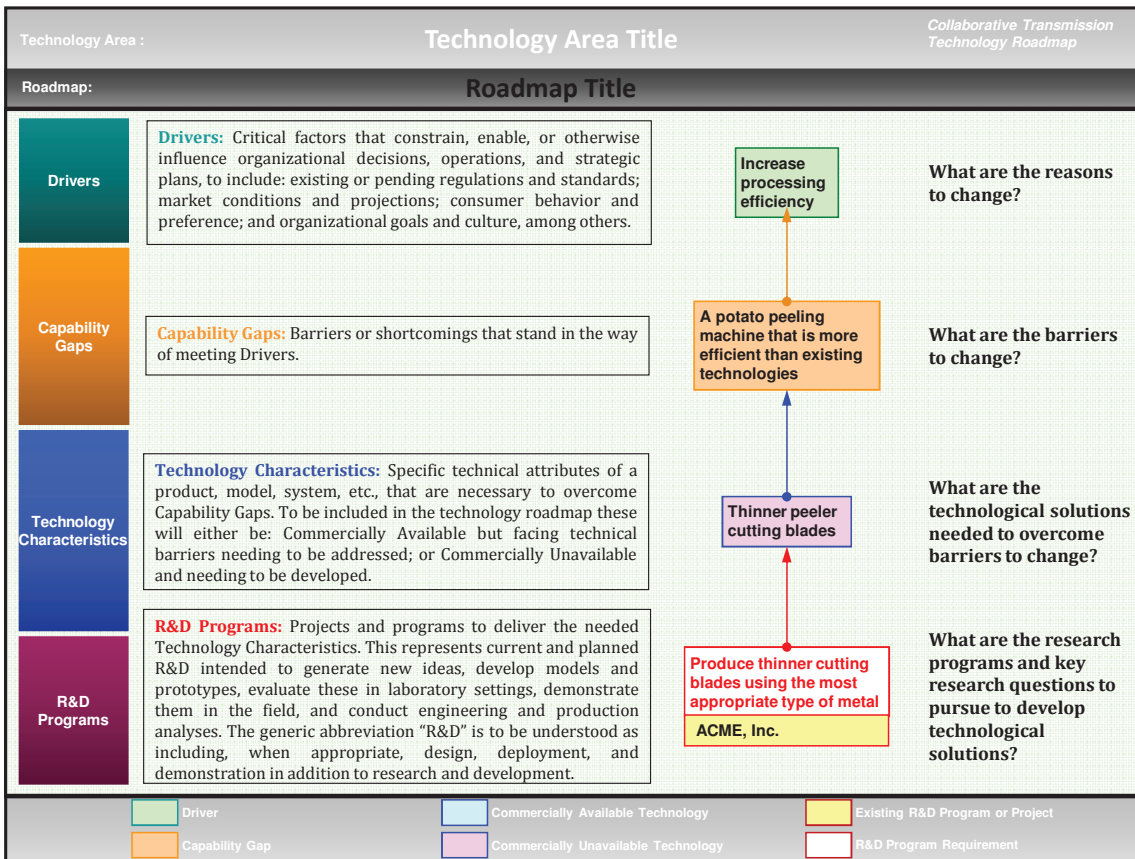 Technology Area :
Technology Area Title
Collaborative Transmission
Technology Roadmap
Roadmap:
Roadmap Title
Drivers
Drivers: Critical factors that constrain, enable, or otherwise
influence organizational decisions, operations, and strategic
plans, to include: existing or pending regulations and standards;
market conditions and projections; consumer behavior and
preference; and organizational goals and culture, among others.
Increase
processing
efficiency
What are the reasons
to change?
Capability
Gaps
Capability Gaps: Barriers or shortcomings that stand in the way
of meeting Drivers.
A potato peeling
machine that is more
efficient than existing
technologies
What are the barriers
to change?
Technology
Characteristics
Technology Characteristics: Specific technical attributes of a
product, model, system, etc., that are necessary to overcome
Capability Gaps. To be included in the technology roadmap these
will either be: Commercially Available but facing technical
barriers needing to be addressed; or Commercially Unavailable
and needing to be developed.
Thinner peeler
cutting blades
What are the
technological solutions
needed to overcome
barriers to change?
R&D
Programs
R&D Programs: Projects and programs to deliver the needed
Technology Characteristics. This represents current and planned
R&D intended to generate new ideas, develop models and
prototypes, evaluate these in laboratory settings, demonstrate
them in the field, and conduct engineering and production
analyses. The generic abbreviation “R&D” is to be understood as
including, when appropriate, design, deployment, and
demonstration in addition to research and development.
Produce thinner cutting
blades using the most
appropriate type of metal
ACME, Inc.
What are the research
programs and key
research questions to
pursue to develop
technological
solutions?
Driver
Commercially Available Technology
Existing R&D Program or Project
Capability Gap
Commercially Unavailable Technology
R&D Program Requirement